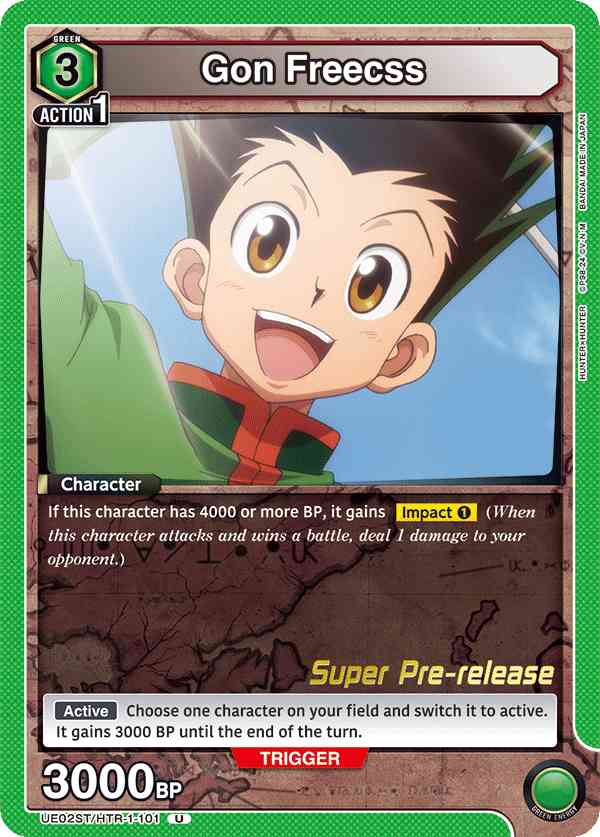 GREEN
3
ACTION 1
Gon Freecss
HUNTER×HUNTER ©P98-24 ©V,N,M BANDAI MADE IN JAPAN
Character
If this character has 4000 or more BP, it gains Impact ❶ (When
this character attacks and wins a battle, deal 1 damage to your
opponent.)
Super Pre-release
Active Choose one character on your field and switch it to active.
It gains 3000 BP until the end of the turn.
TRIGGER
3000 BP
GREEN ENERGY
UE02ST/HTR-1-101 U